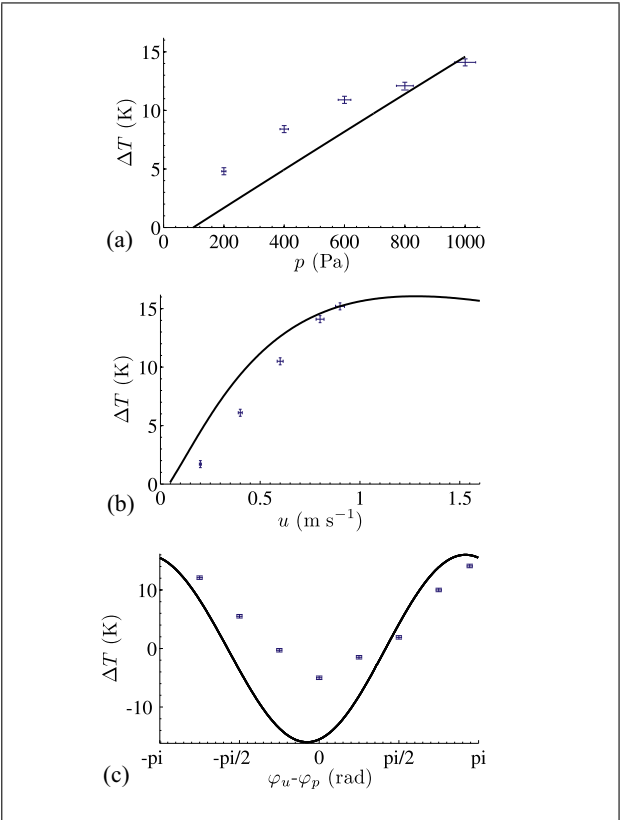 15
10
5
0
ΔT (K)
200 400 600 800 1000
(a)
p (Pa)
15
10
5
0
ΔT (K)
0 0.5 1 1.5
(b)
u (m s⁻¹)
10
0
-10
ΔT (K)
-pi -pi/2 0 pi/2 pi
(c)
φᵤ-φₚ (rad)